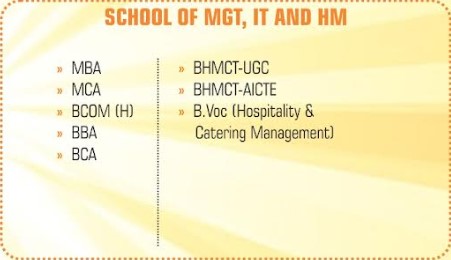 SCHOOL OF MGT, IT AND HM
» MBA
» MCA
» BCOM (H)
» BBA
» BCA
» BHMCT-UGC
» BHMCT-AICTE
» B.Voc (Hospitality &
Catering Management)